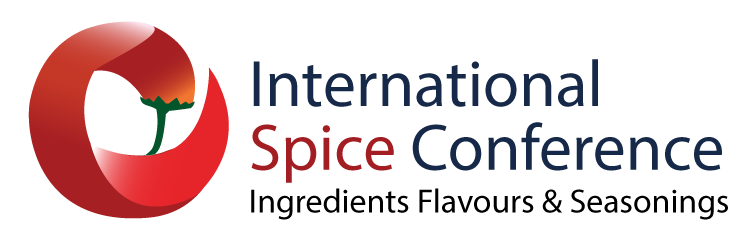 International
Spice Conference
Ingredients Flavours & Seasonings